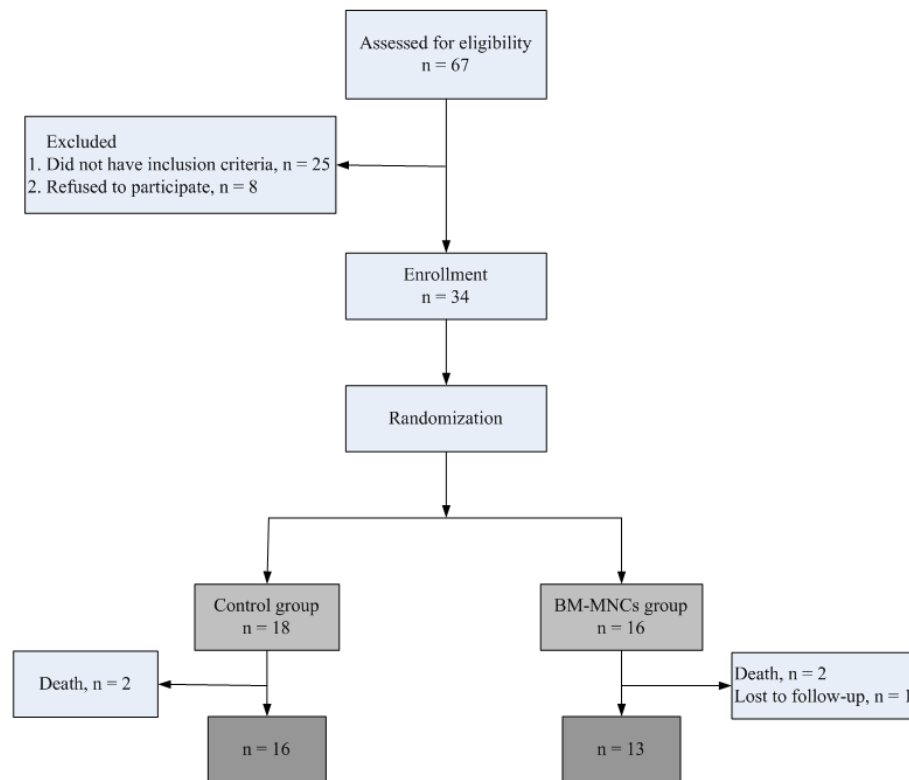 Assessed for eligibility
n = 67
Excluded
1. Did not have inclusion criteria, n = 25
2. Refused to participate, n = 8
Enrollment
n = 34
Randomization
Control group
n = 18
BM-MNCs group
n = 16
Death, n = 2
Death, n = 2
Lost to follow-up, n = 1
n = 16
n = 13